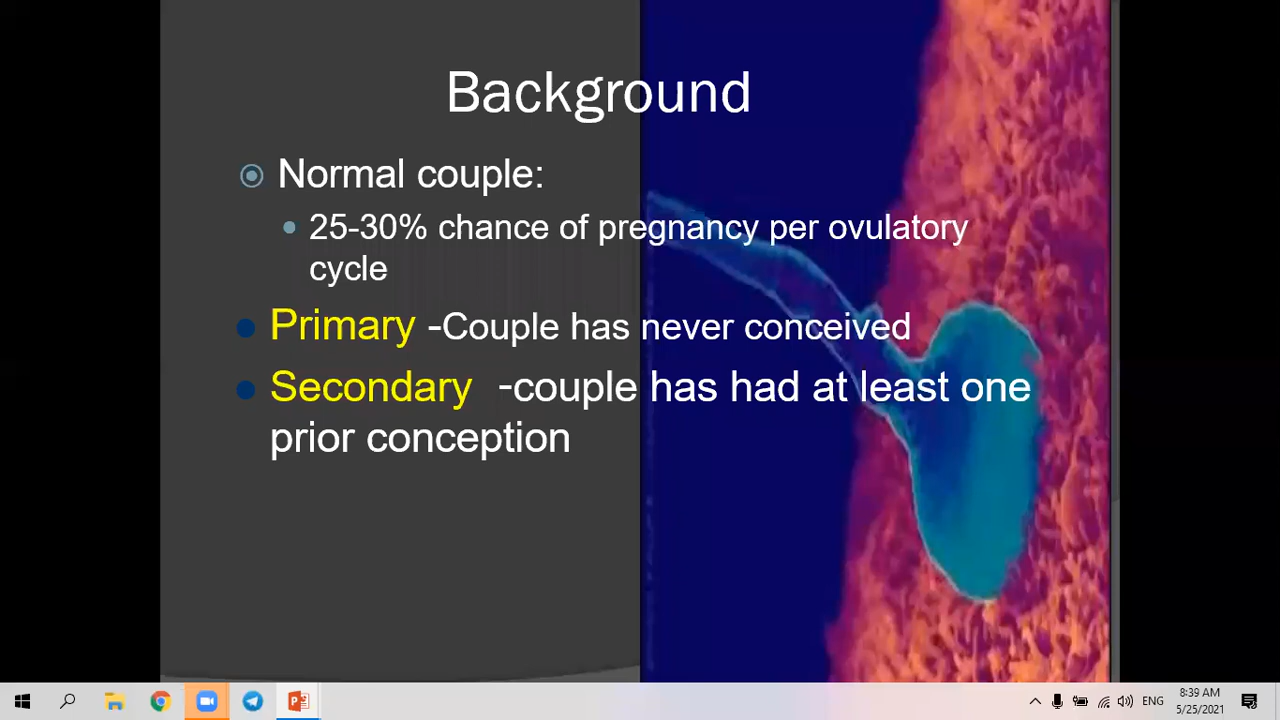 Background
Normal couple:
25-30% chance of pregnancy per ovulatory
cycle
Primary -Couple has never conceived
Secondary -couple has had at least one
prior conception
ENG
8:39 AM
5/25/2021